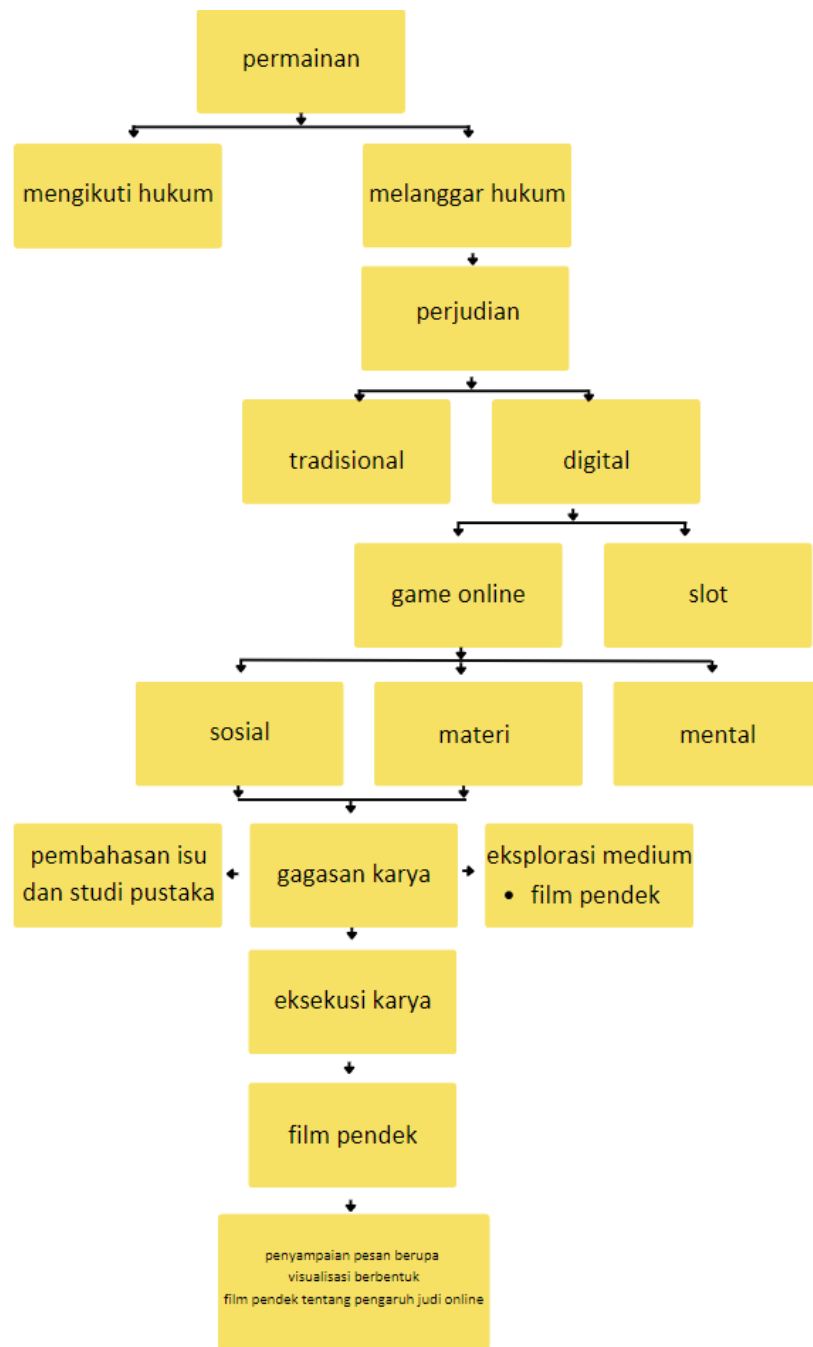 permainan
mengikuti hukum
melanggar hukum
perjudian
tradisional
digital
game online
slot
sosial
materi
mental
pembahasan isu
dan studi pustaka
gagasan karya
eksplorasi medium
• film pendek
eksekusi karya
film pendek
penyampaian pesan berupa
visualisasi berbentuk
film pendek tentang pengaruh judi online